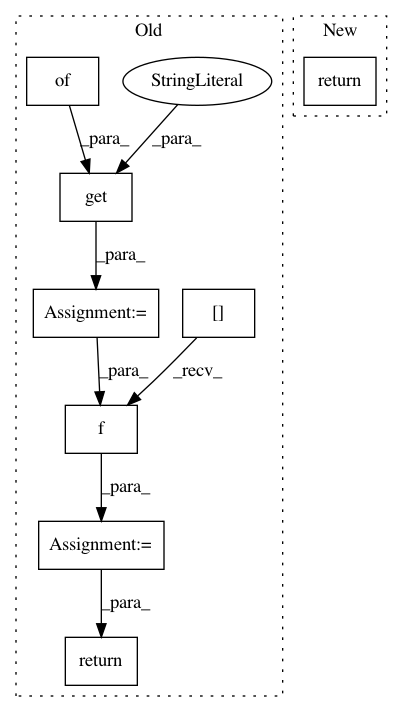 Old
New
of
StringLiteral
return
_para_
_para_
get
_para_
Assignment:=
[]
_para_
_recv_
f
_para_
Assignment:=
_para_
return